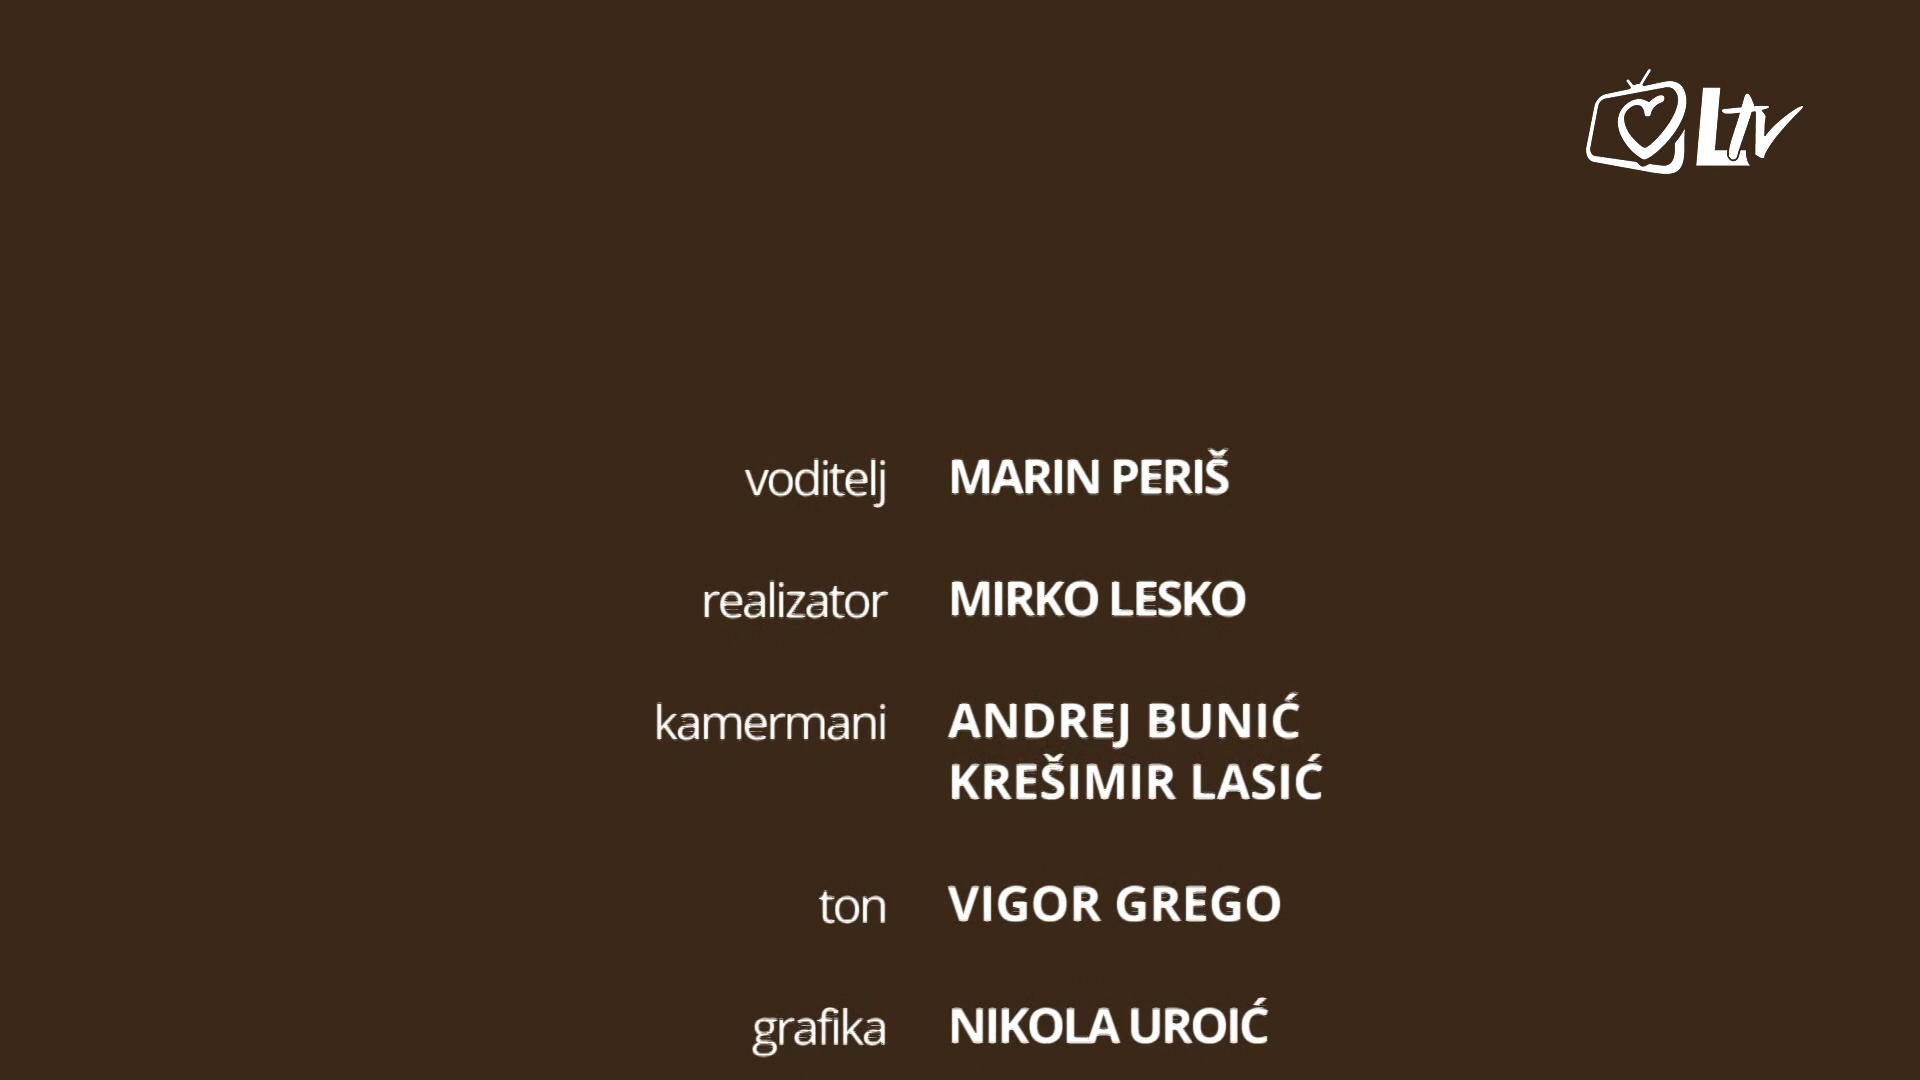 Ltv
voditelj MARIN PERIŠ
realizator MIRKO LESKO
kamermani ANDREJ BUNIĆ
KREŠIMIR LASIĆ
ton VIGOR GREGO
grafika NIKOLA UROIĆ